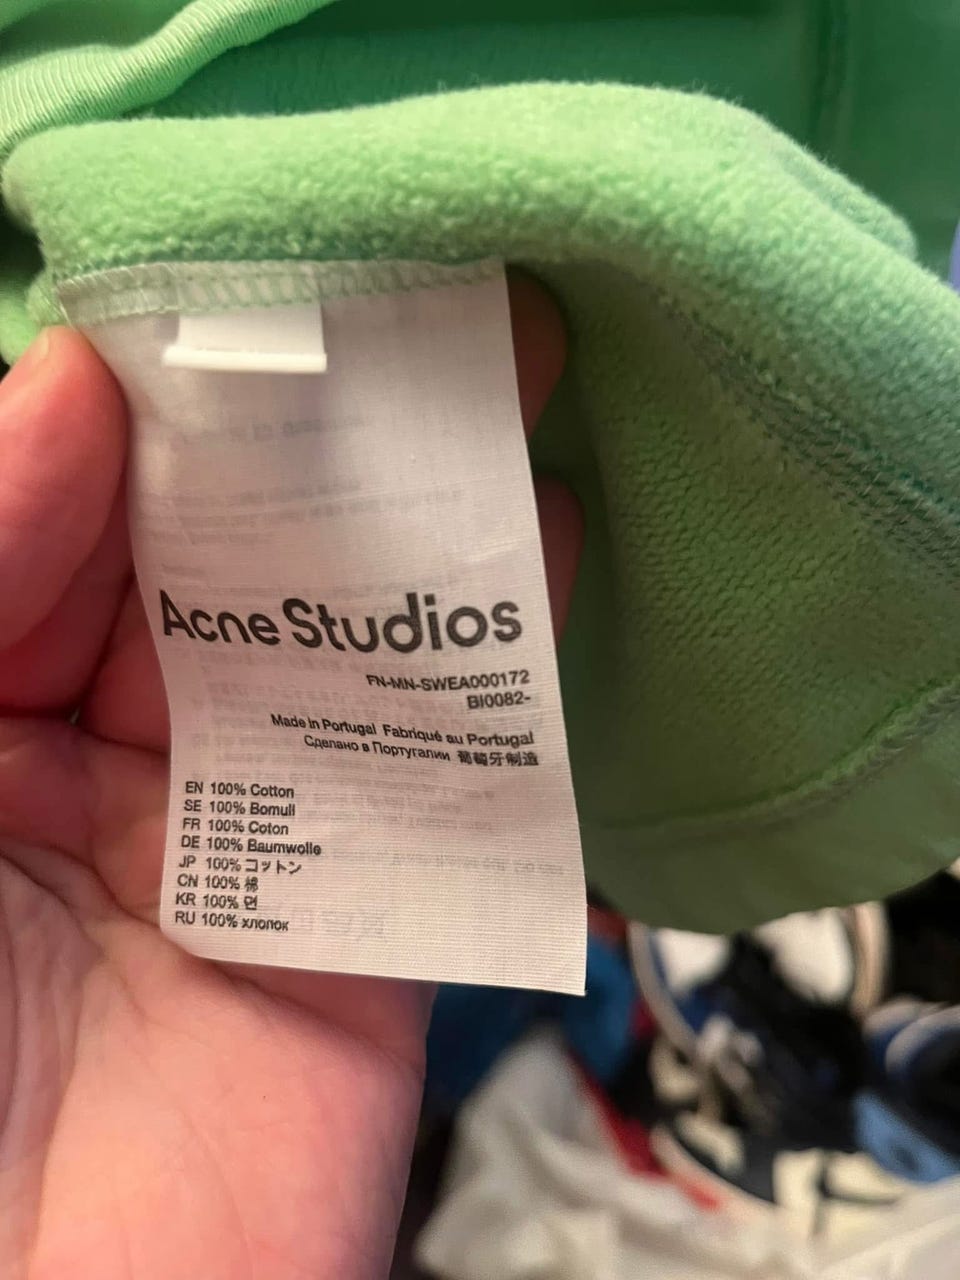 Acne Studios
FN-MN-SWEA000172
BI0082-
Made in Portugal Fabriqué au Portugal
Сделано в Португалии 葡萄牙制造
EN 100% Cotton
SE 100% Bomull
FR 100% Coton
DE 100% Baumwolle
JP 100% コットン
CN 100% 棉
KR 100% 면
RU 100% хлопок